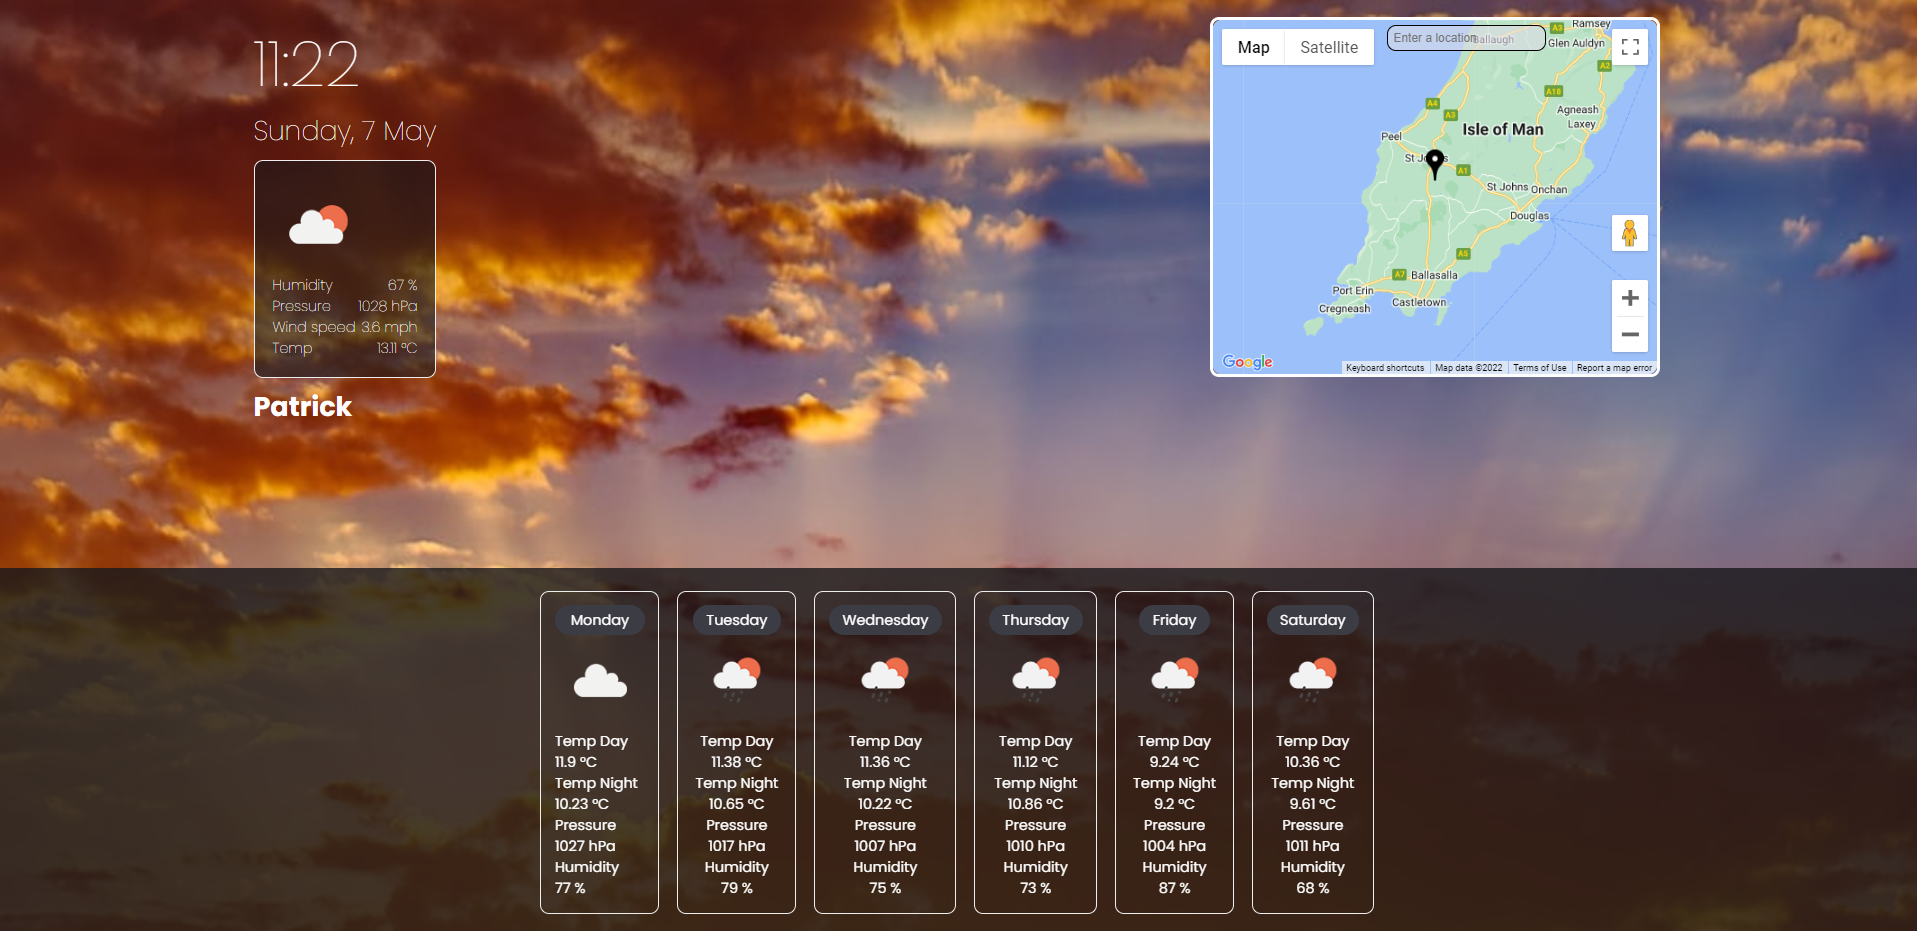 11:22
Sunday, 7 May
Humidity 67 %
Pressure 1028 hPa
Wind speed 3.6 mph
Temp 13.11 °C
Patrick
Map Satellite
Enter a location
Ballaugh
Ramsey
A3
Glen Auldyn
A2
A18
A4
A3
Agneash
Laxey
Isle of Man
Peel
St Johns
A1
St Johns Onchan
Douglas
A5
A7 Ballasalla
Port Erin
Castletown
Cregneash
Google
Keyboard shortcuts Map data ©2022 Terms of Use Report a map error
Monday
Temp Day
11.9 °C
Temp Night
10.23 °C
Pressure
1027 hPa
Humidity
77 %
Tuesday
Temp Day
11.38 °C
Temp Night
10.65 °C
Pressure
1017 hPa
Humidity
79 %
Wednesday
Temp Day
11.36 °C
Temp Night
10.22 °C
Pressure
1007 hPa
Humidity
75 %
Thursday
Temp Day
11.12 °C
Temp Night
10.86 °C
Pressure
1010 hPa
Humidity
73 %
Friday
Temp Day
9.24 °C
Temp Night
9.2 °C
Pressure
1004 hPa
Humidity
87 %
Saturday
Temp Day
10.36 °C
Temp Night
9.61 °C
Pressure
1011 hPa
Humidity
68 %